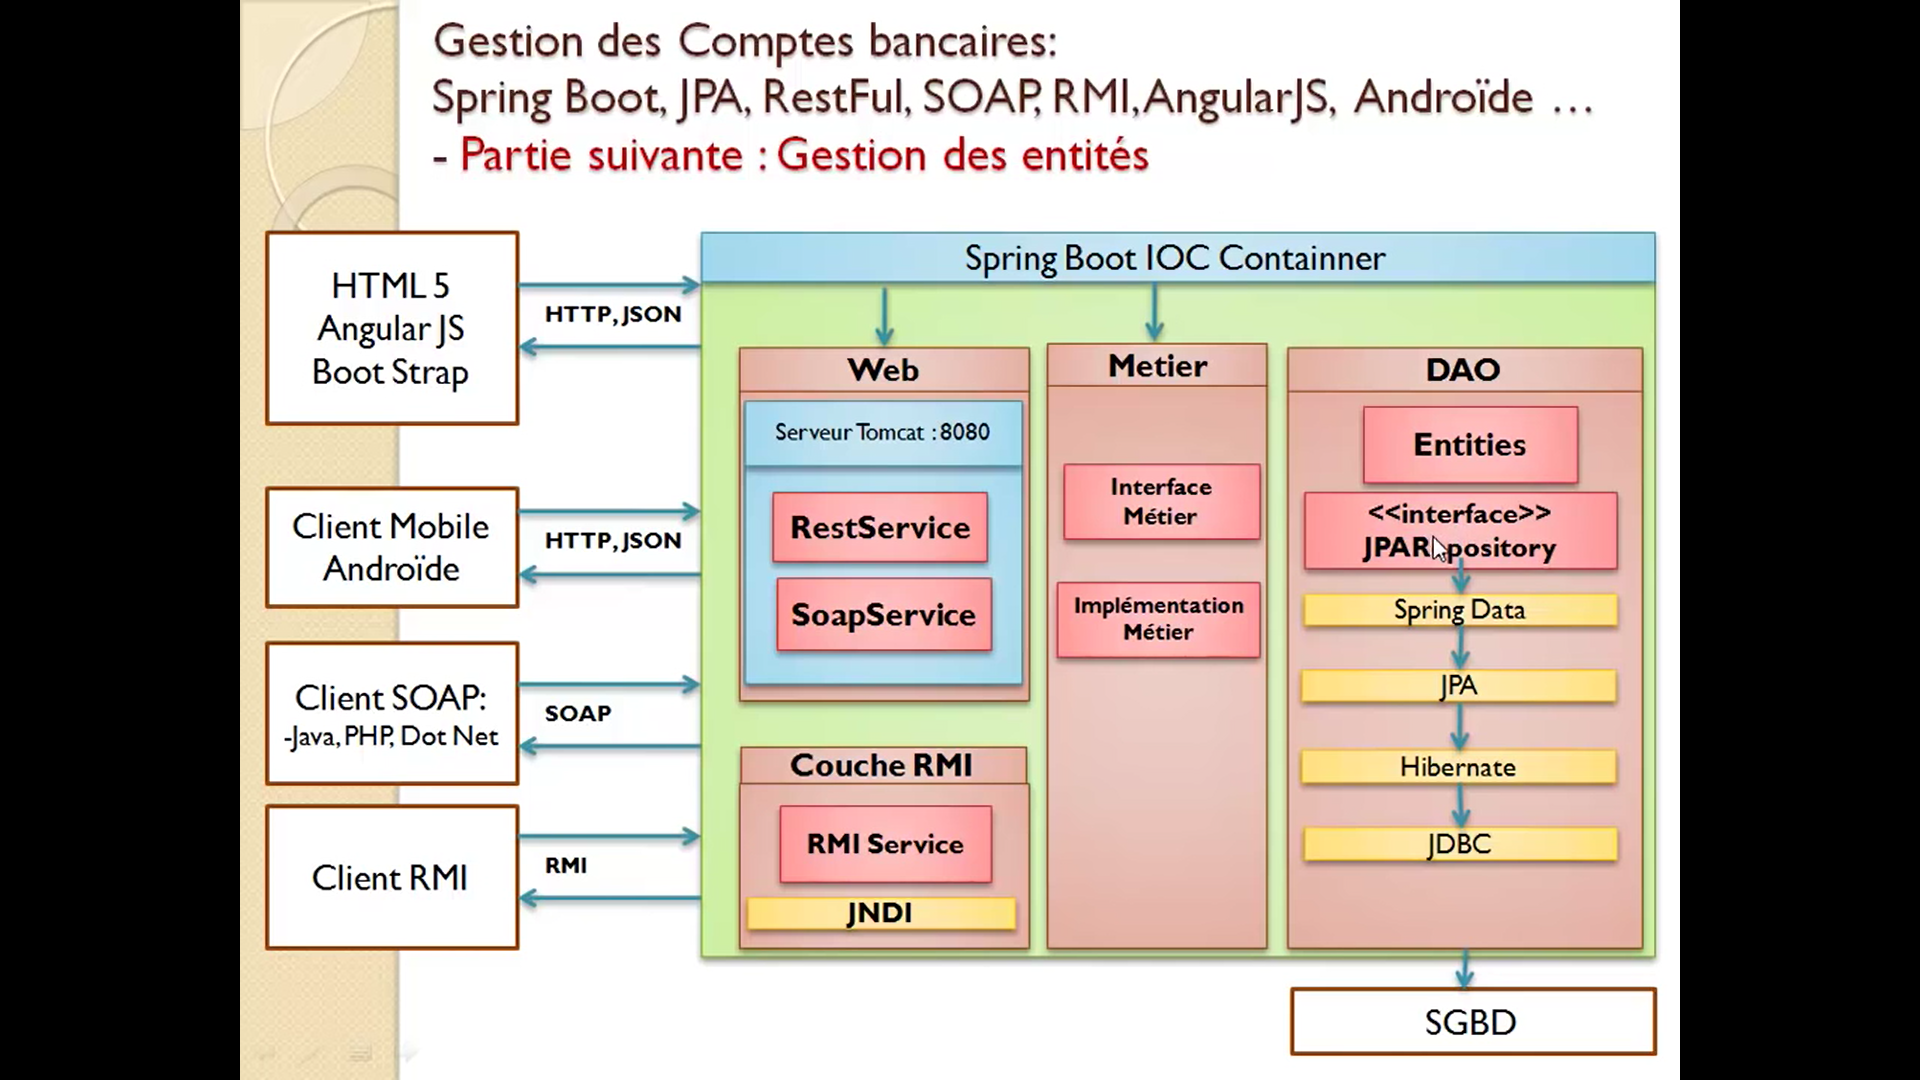 Gestion des Comptes bancaires:
Spring Boot, JPA, RestFul, SOAP, RMI, AngularJS, Androïde ...
- Partie suivante : Gestion des entités
HTML 5
Angular JS
Boot Strap
HTTP, JSON
Client Mobile
Androïde
HTTP, JSON
Client SOAP:
-Java, PHP, Dot Net
SOAP
Client RMI
RMI
Spring Boot IOC Containner
Web
Serveur Tomcat : 8080
RestService
SoapService
Couche RMI
RMI Service
JNDI
Metier
Interface
Métier
Implémentation
Métier
DAO
Entities
<<interface>>
JPARepository
Spring Data
JPA
Hibernate
JDBC
SGBD